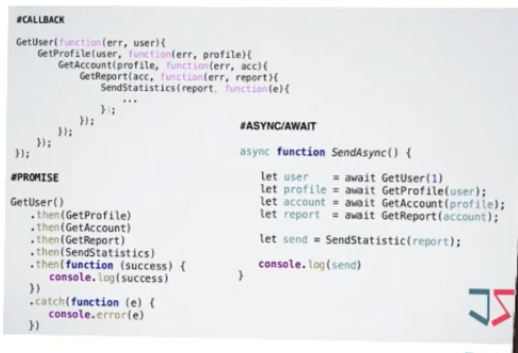 #CALLBACK
GetUser(function(err, user){
GetProfile(user, function(err, profile){
GetAccount(profile, function(err, acc){
GetReport(acc, function(err, report){
SendStatistics(report, function(e){
...
});
});
});
});
});
#PROMISE
GetUser()
.then(GetProfile)
.then(GetAccount)
.then(GetReport)
.then(SendStatistics)
.then(function (success) {
console.log(success)
})
.catch(function (e) {
console.error(e)
})
#ASYNC/AWAIT
async function SendAsync() {
let user = await GetUser(1)
let profile = await GetProfile(user);
let account = await GetAccount(profile);
let report = await GetReport(account);
let send = SendStatistic(report);
console.log(send)
}
JS